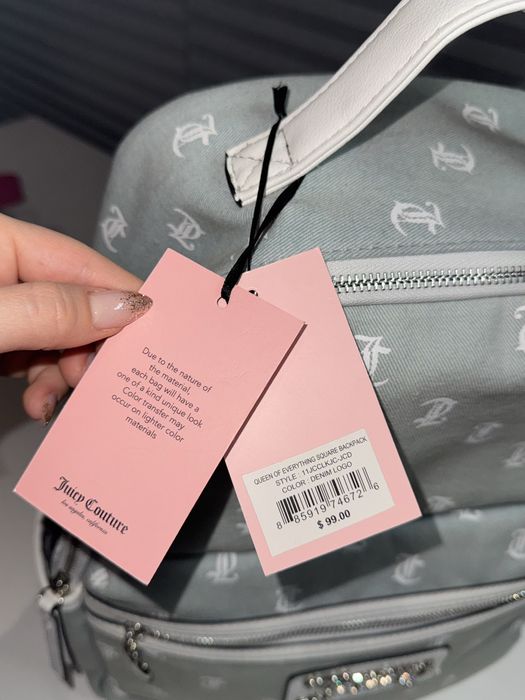 Due to the nature of
the material,
each bag will have a
one of a kind unique look
Color transfer may
occur on lighter color
materials
Juicy Couture
los angeles, california
QUEEN OF EVERYTHING SQUARE BACKPACK
STYLE : 11JCCLKJC-JCD
COLOR : DENIM LOGO
8 85919 74672 6
$ 99.00